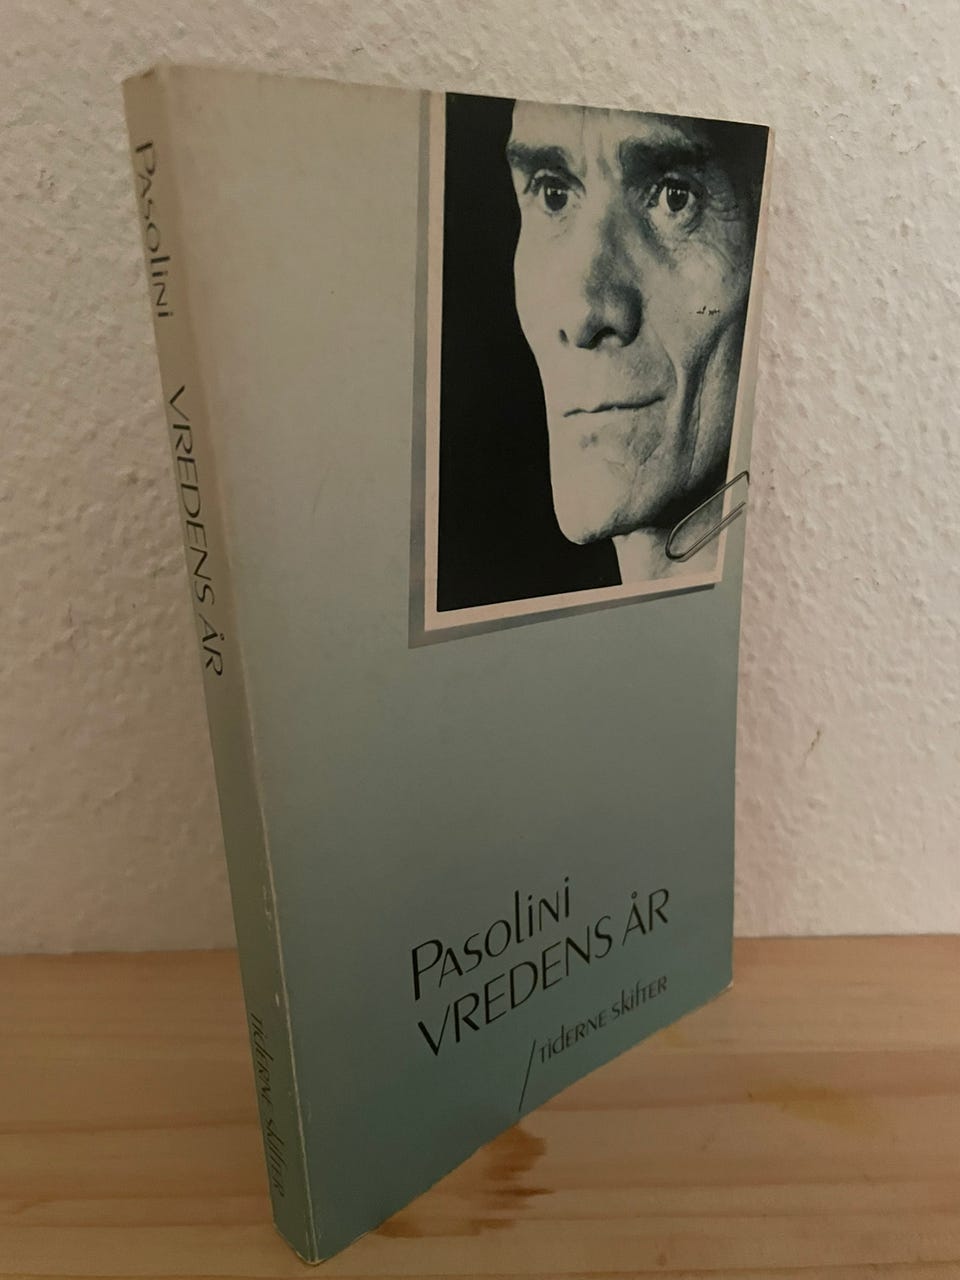 Pasolini VREDENS ÅR
Tiderne skifter
Pasolini
VREDENS ÅR
Tiderne skifter